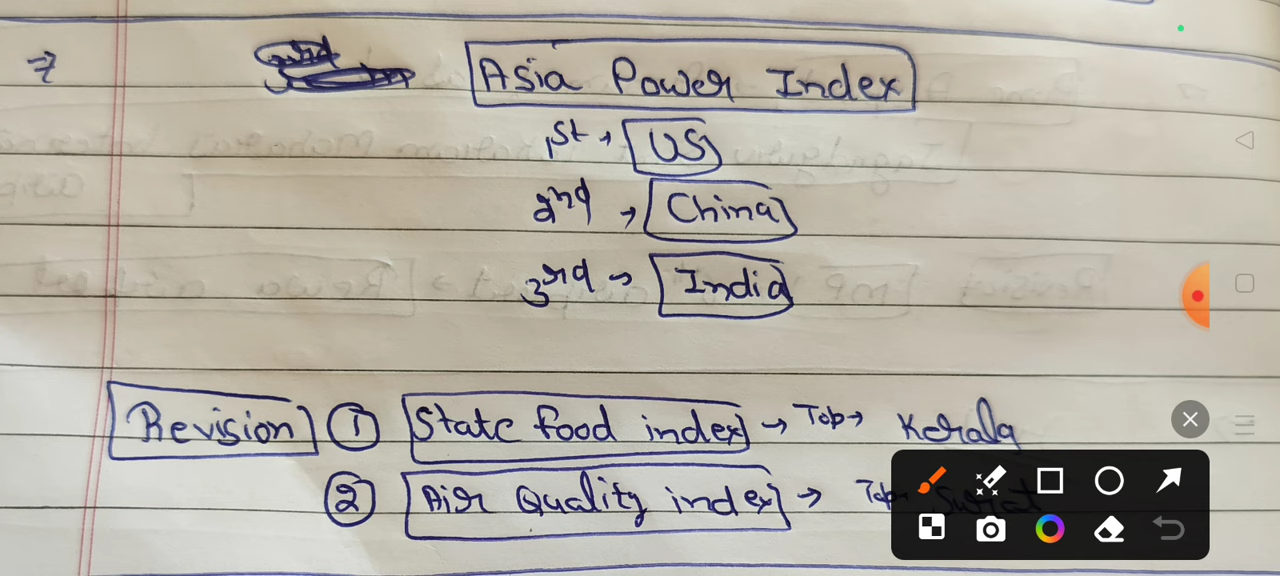 Asia Power Index
1st → US
2nd → China
3rd → India
Revision ① State food index → Top → Kerala
② Air Quality index → Top → Surat